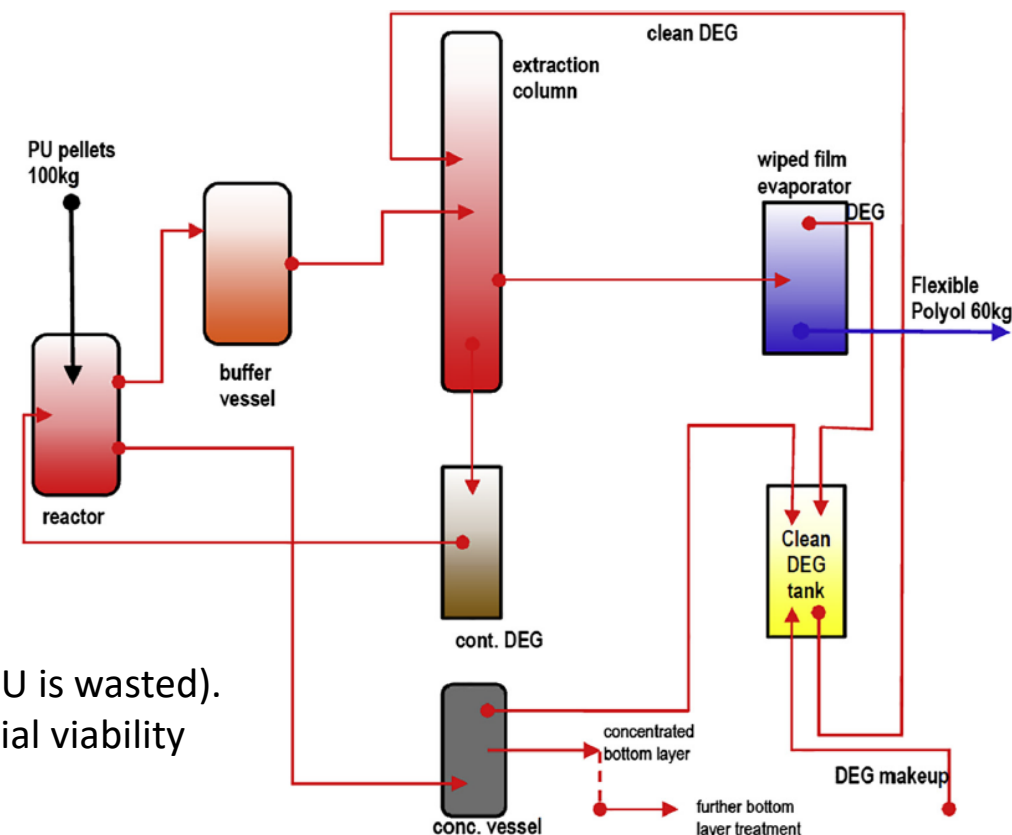 clean DEG
extraction
column
PU pellets
100kg
wiped film
evaporator
DEG
Flexible
Polyol 60kg
buffer
vessel
reactor
Clean
DEG
tank
cont. DEG
U is wasted).
ial viability
concentrated
bottom layer
DEG makeup
further bottom
layer treatment
conc. vessel